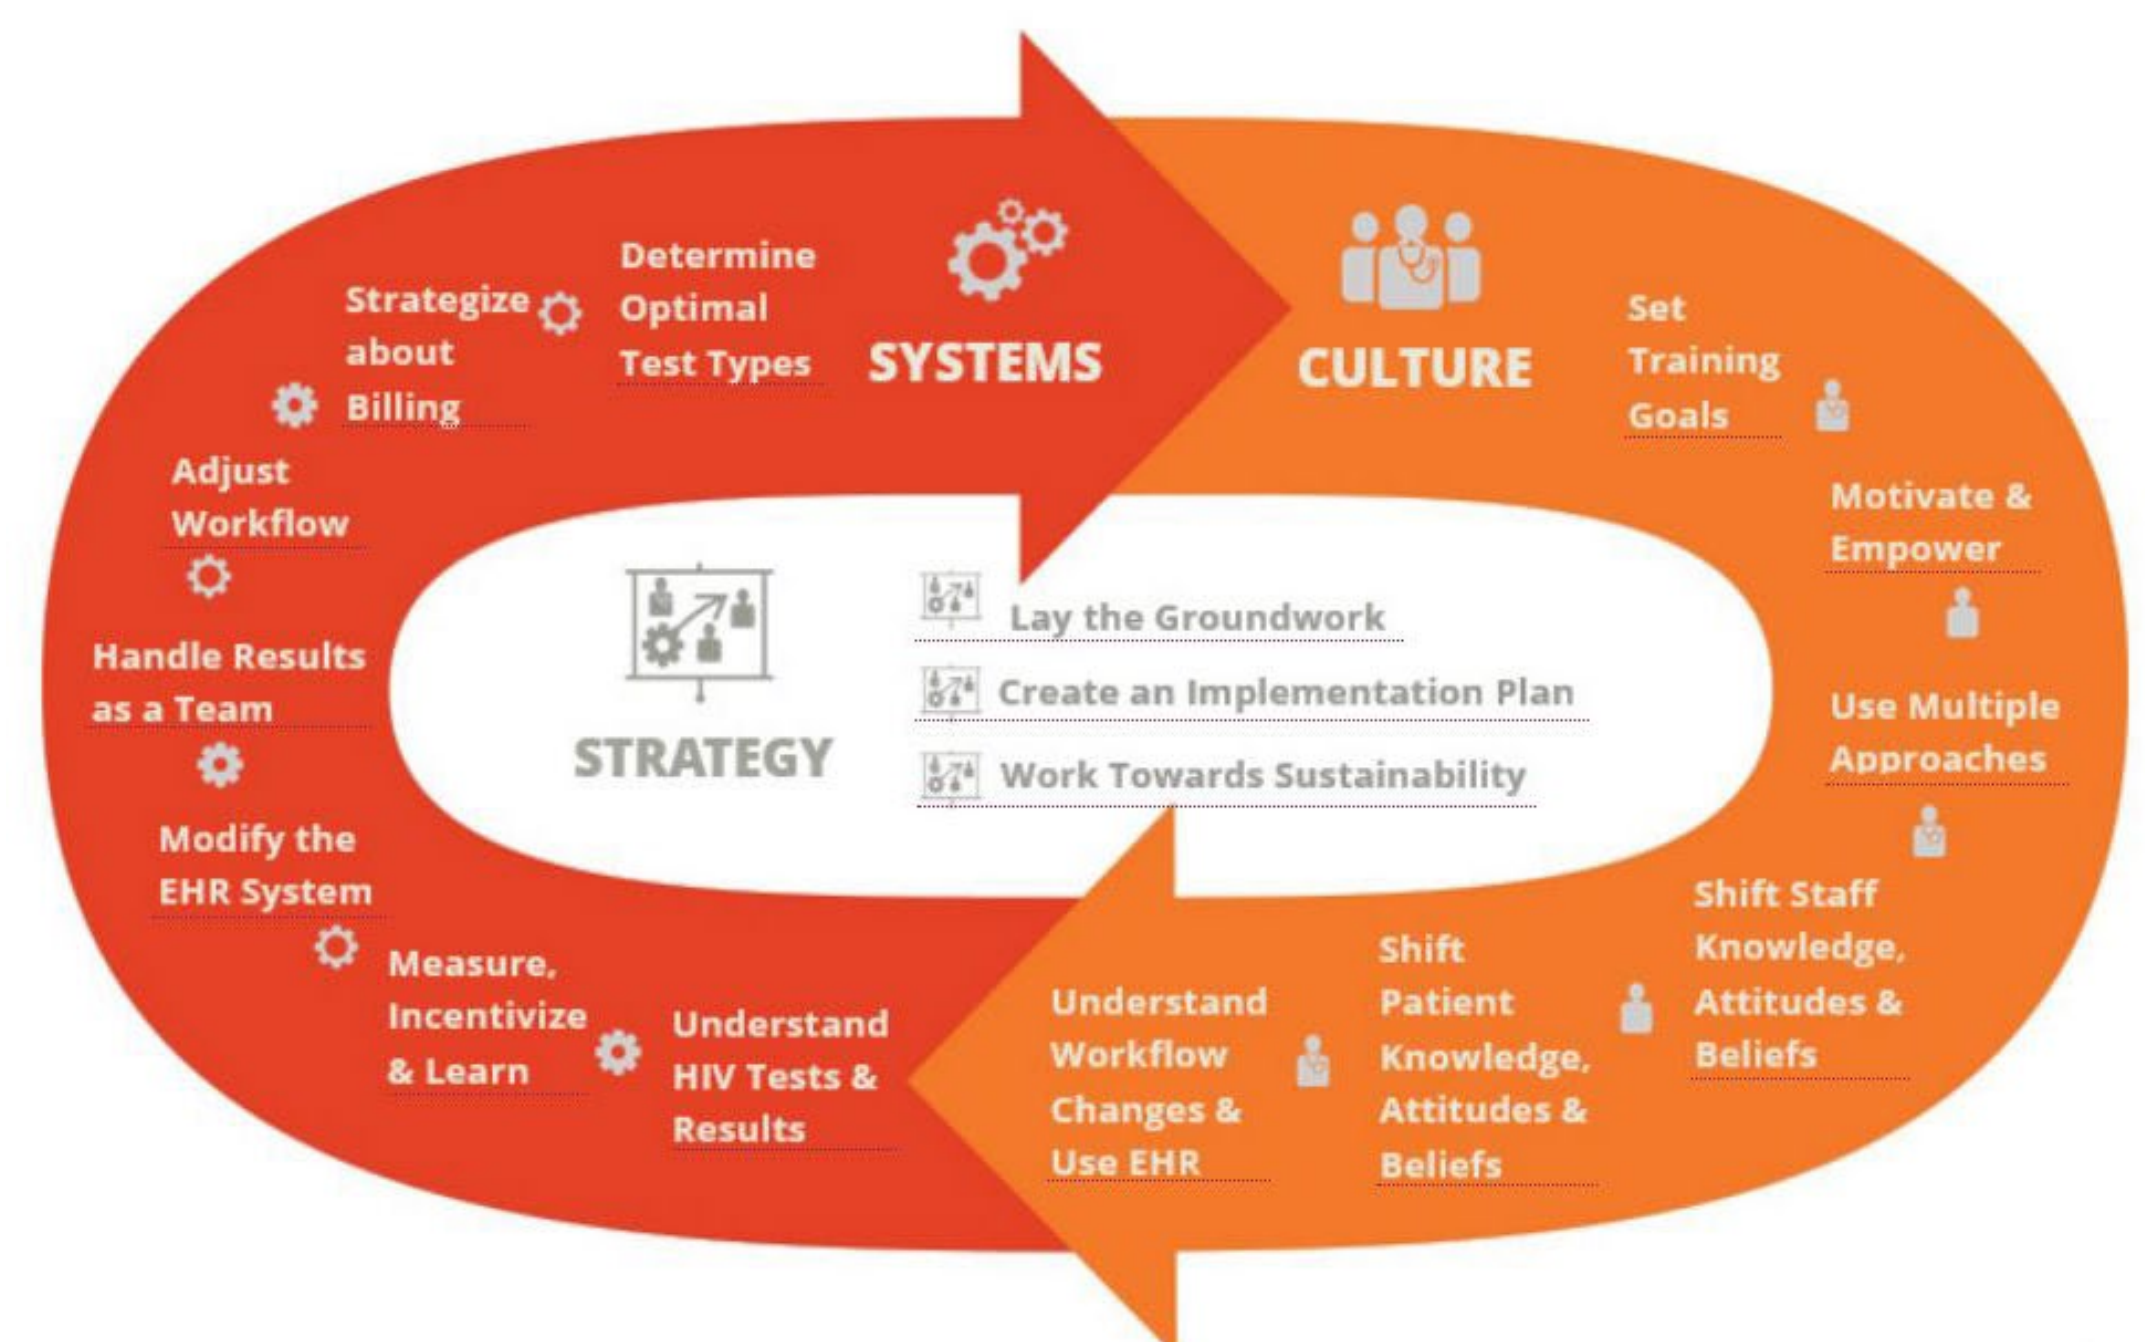 SYSTEMS
Determine
Optimal
Test Types
Strategize
about
Billing
Adjust
Workflow
Handle Results
as a Team
Modify the
EHR System
Measure,
Incentivize
& Learn
Understand
HIV Tests &
Results
CULTURE
Set
Training
Goals
Motivate &
Empower
Use Multiple
Approaches
Shift Staff
Knowledge,
Attitudes &
Beliefs
Shift
Patient
Knowledge,
Attitudes &
Beliefs
Understand
Workflow
Changes &
Use EHR
STRATEGY
Lay the Groundwork
Create an Implementation Plan
Work Towards Sustainability